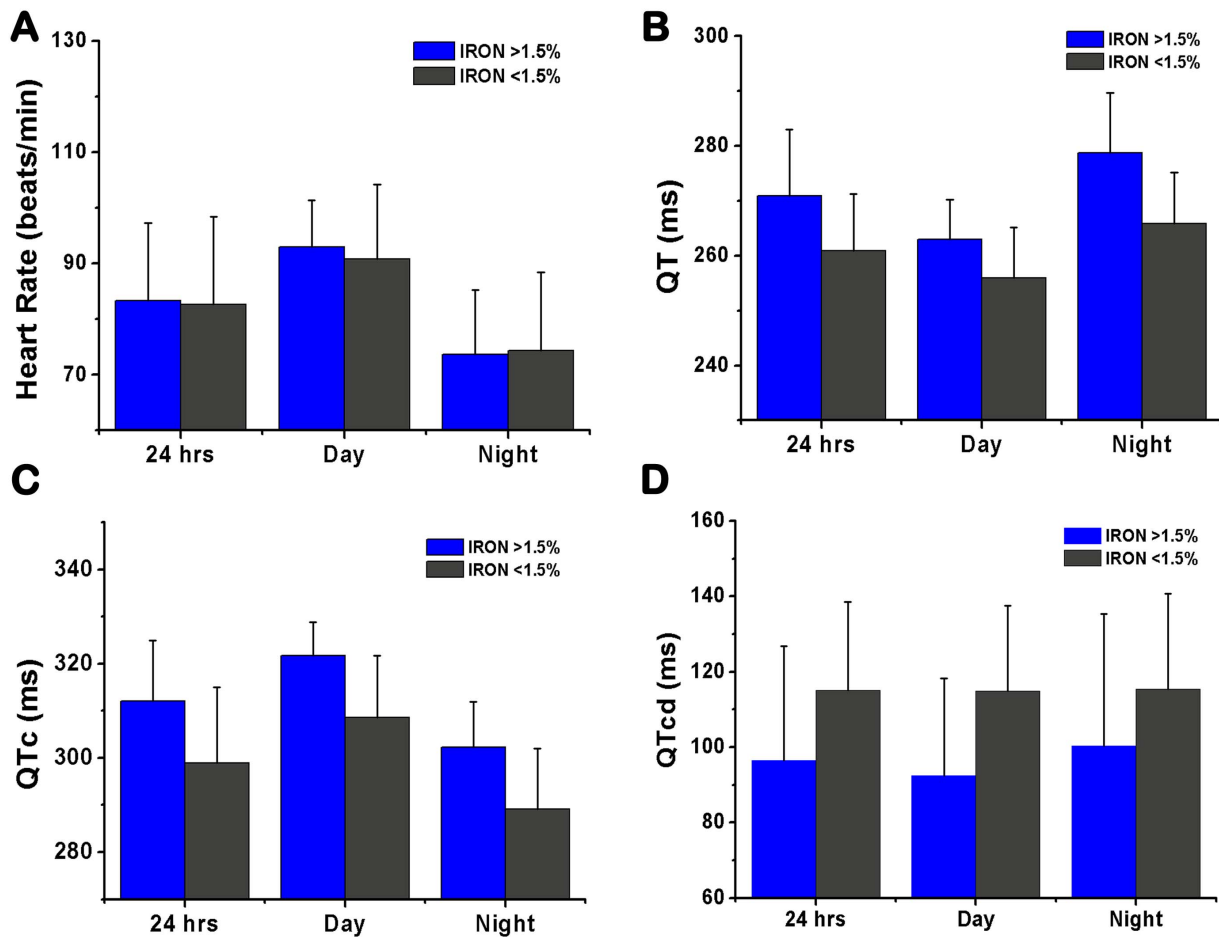 A
Heart Rate (beats/min)
130
110
90
70
IRON >1.5%
IRON <1.5%
24 hrs
Day
Night
B
QT (ms)
300
280
260
240
IRON >1.5%
IRON <1.5%
24 hrs
Day
Night
C
QTc (ms)
340
320
300
280
IRON >1.5%
IRON <1.5%
24 hrs
Day
Night
D
QTcd (ms)
160
140
120
100
80
60
IRON >1.5%
IRON <1.5%
24 hrs
Day
Night